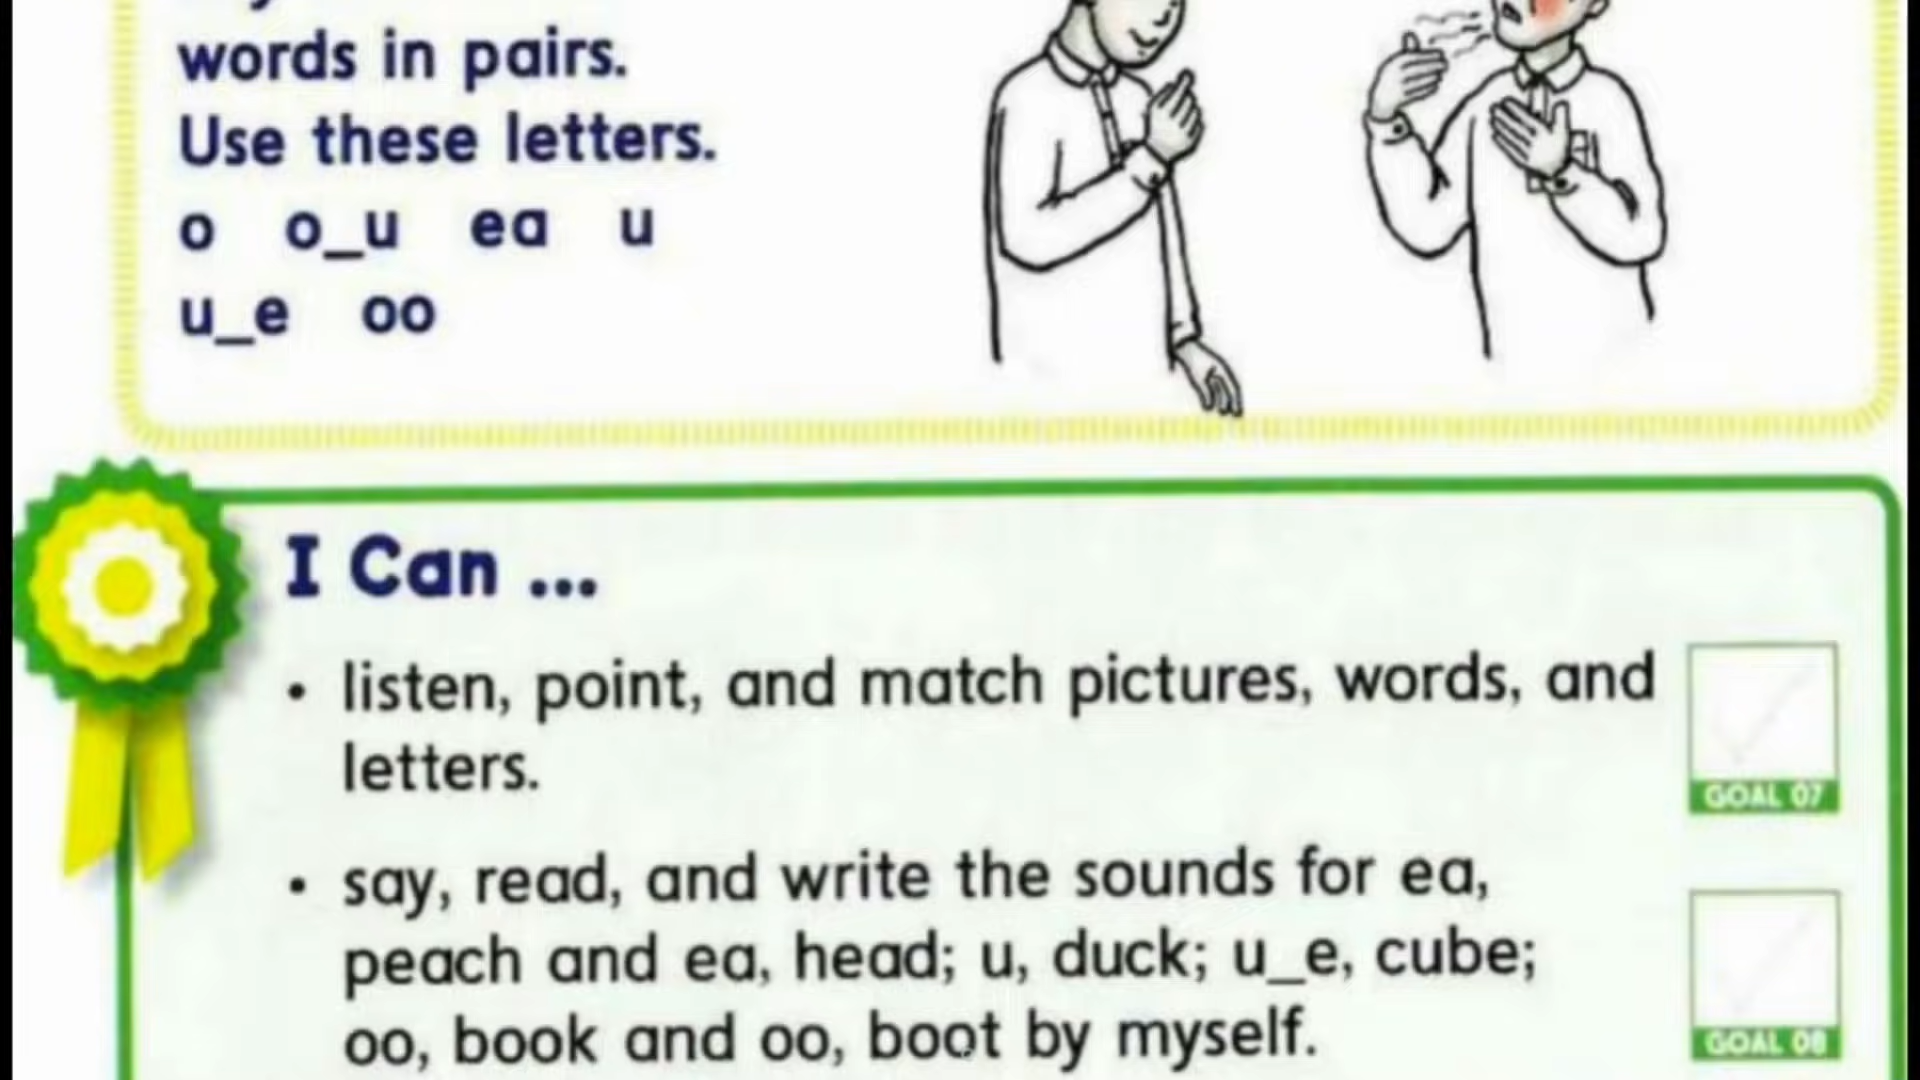 words in pairs.
Use these letters.
o o_u ea u
u_e oo
I Can ...
• listen, point, and match pictures, words, and
letters.
GOAL 07
• say, read, and write the sounds for ea,
peach and ea, head; u, duck; u_e, cube;
oo, book and oo, boot by myself.
GOAL 08